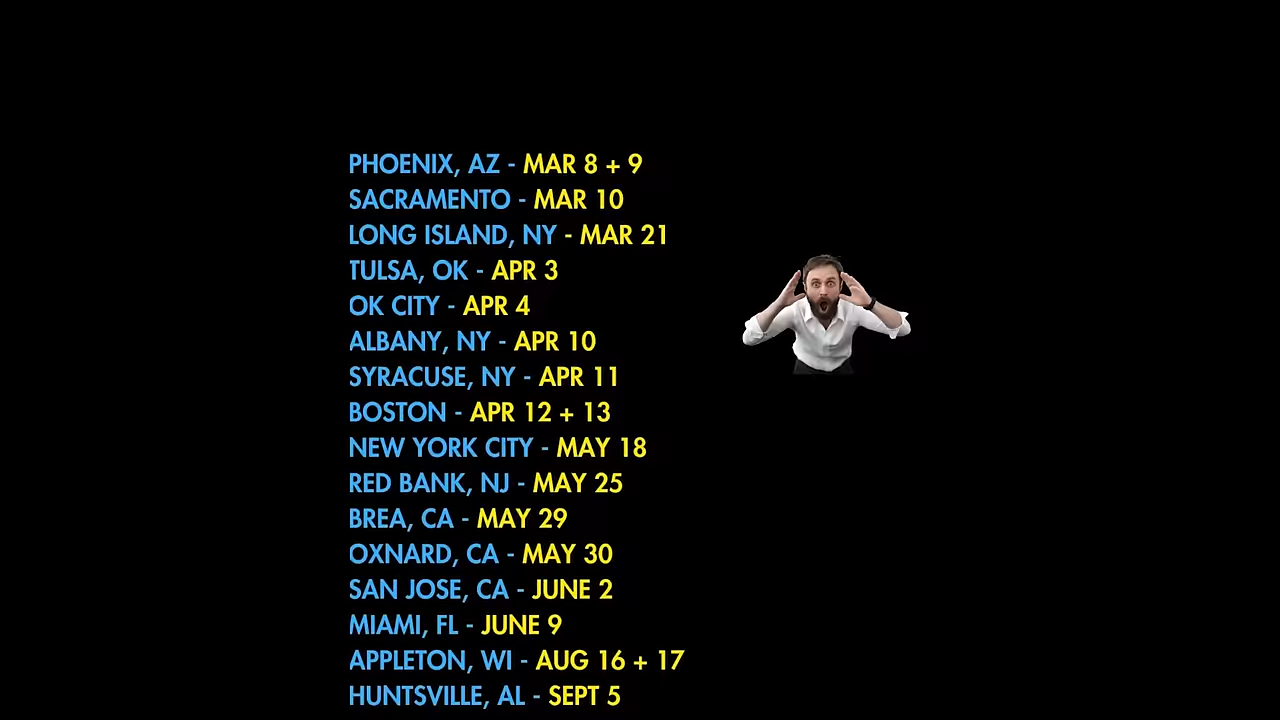 PHOENIX, AZ - MAR 8 + 9
SACRAMENTO - MAR 10
LONG ISLAND, NY - MAR 21
TULSA, OK - APR 3
OK CITY - APR 4
ALBANY, NY - APR 10
SYRACUSE, NY - APR 11
BOSTON - APR 12 + 13
NEW YORK CITY - MAY 18
RED BANK, NJ - MAY 25
BREA, CA - MAY 29
OXNARD, CA - MAY 30
SAN JOSE, CA - JUNE 2
MIAMI, FL - JUNE 9
APPLETON, WI - AUG 16 + 17
HUNTSVILLE, AL - SEPT 5